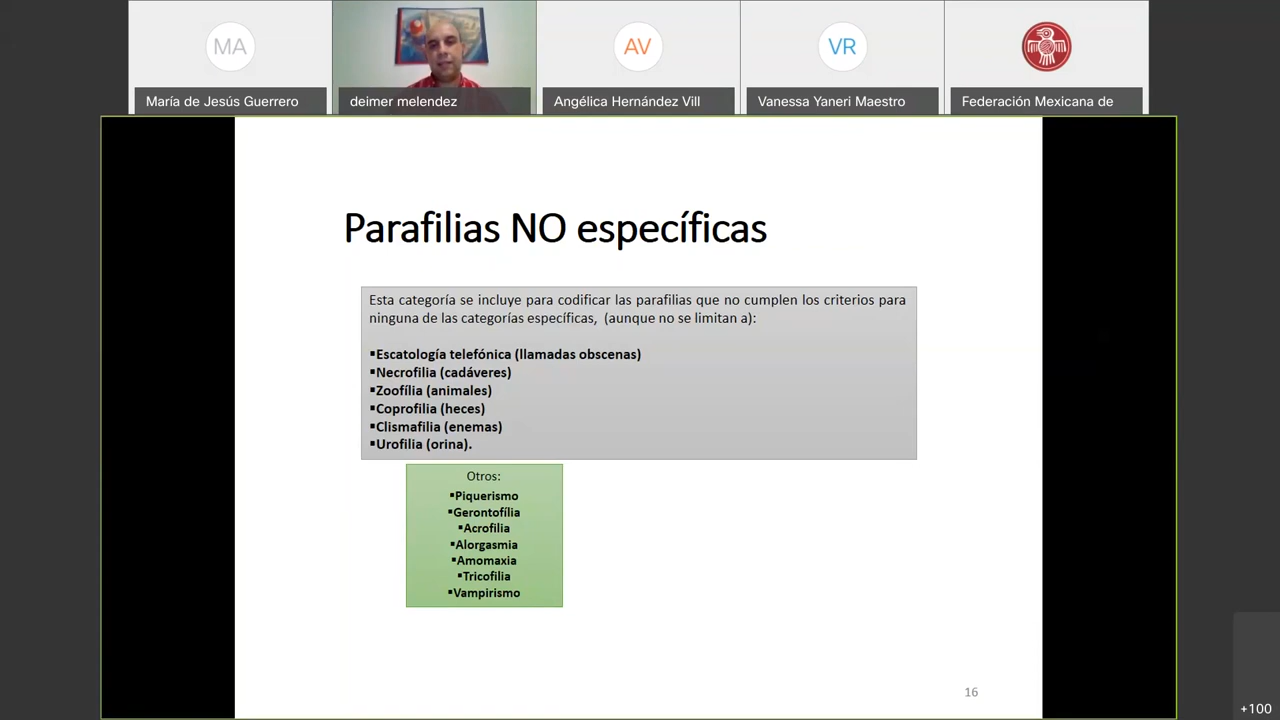 MA
AV
VR
María de Jesús Guerrero
deimer melendez
Angélica Hernández Vill
Vanessa Yaneri Maestro
Federación Mexicana de
Parafilias NO específicas
Esta categoría se incluye para codificar las parafilias que no cumplen los criterios para
ninguna de las categorías específicas, (aunque no se limitan a):
▪Escatología telefónica (llamadas obscenas)
▪Necrofilia (cadáveres)
▪Zoofília (animales)
▪Coprofilia (heces)
▪Clismafilia (enemas)
▪Urofilia (orina).
Otros:
▪Piquerismo
▪Gerontofília
▪Acrofilia
▪Alorgasmia
▪Amomaxia
▪Tricofilia
▪Vampirismo
16
+100